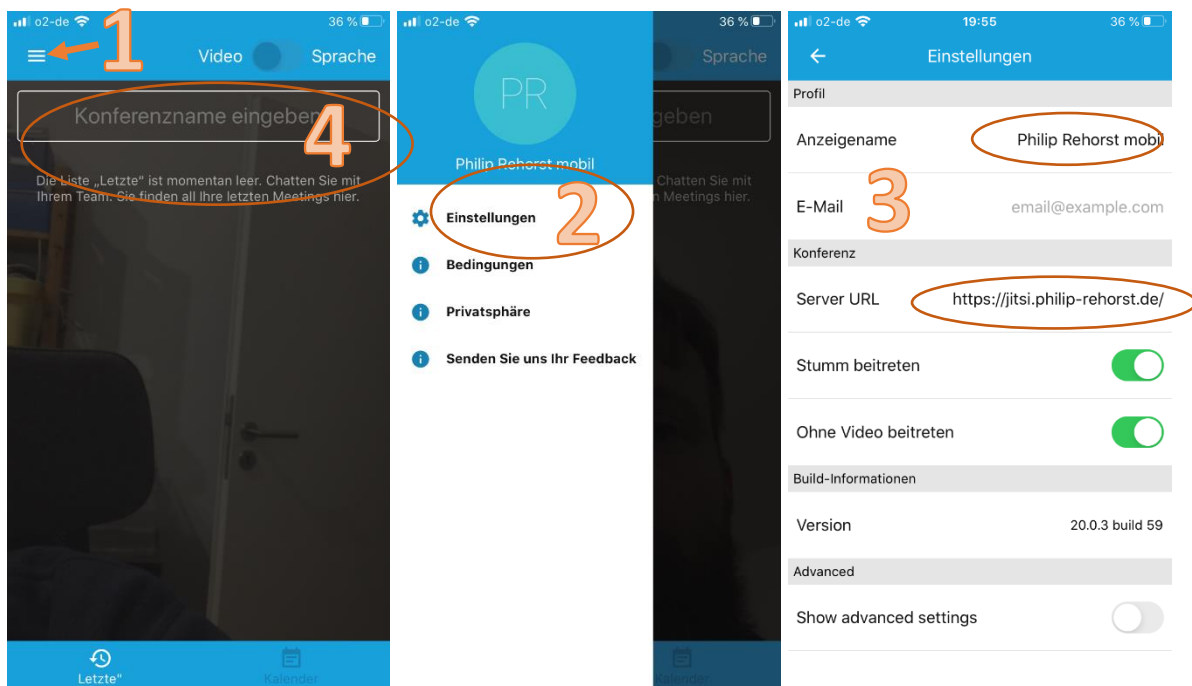 o2-de
36 %
1
Video
Sprache
Konferenzname eingeben
4
Die Liste „Letzte“ ist momentan leer. Chatten Sie mit
Ihrem Team. Sie finden all Ihre letzten Meetings hier.
Letzte"
Kalender
o2-de
36 %
Sprache
PR
geben
Philip Rehorst mobil
Chatten Sie mit
n Meetings hier.
2
Einstellungen
Bedingungen
Privatsphäre
Senden Sie uns Ihr Feedback
Kalender
o2-de
19:55
36 %
Einstellungen
Profil
Anzeigename
Philip Rehorst mobil
3
E-Mail
email@example.com
Konferenz
Server URL
https://jitsi.philip-rehorst.de/
Stumm beitreten
Ohne Video beitreten
Build-Informationen
Version
20.0.3 build 59
Advanced
Show advanced settings